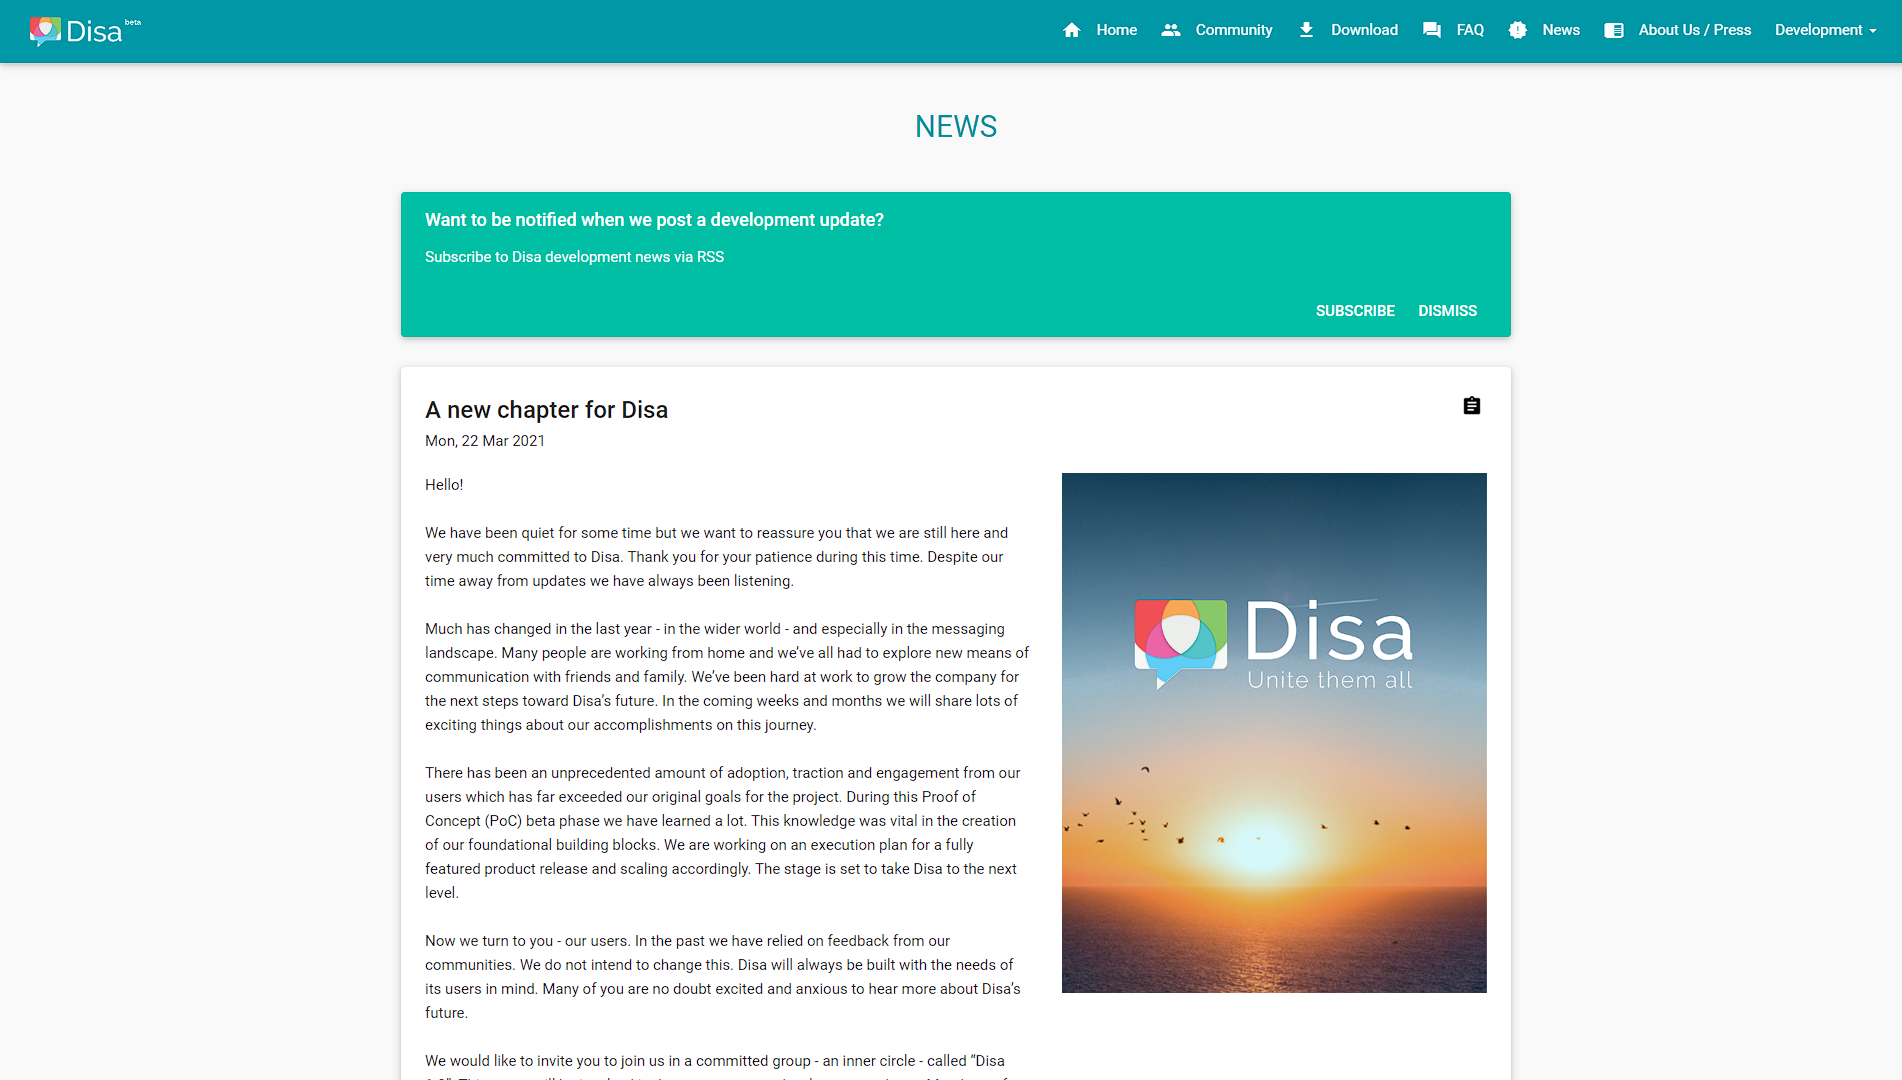 Disa beta
Home
Community
Download
FAQ
News
About Us / Press
Development
NEWS
Want to be notified when we post a development update?
Subscribe to Disa development news via RSS
SUBSCRIBE
DISMISS
A new chapter for Disa
Mon, 22 Mar 2021
Hello!
We have been quiet for some time but we want to reassure you that we are still here and
very much committed to Disa. Thank you for your patience during this time. Despite our
time away from updates we have always been listening.
Much has changed in the last year - in the wider world - and especially in the messaging
landscape. Many people are working from home and we’ve all had to explore new means of
communication with friends and family. We’ve been hard at work to grow the company for
the next steps toward Disa’s future. In the coming weeks and months we will share lots of
exciting things about our accomplishments on this journey.
There has been an unprecedented amount of adoption, traction and engagement from our
users which has far exceeded our original goals for the project. During this Proof of
Concept (PoC) beta phase we have learned a lot. This knowledge was vital in the creation
of our foundational building blocks. We are working on an execution plan for a fully
featured product release and scaling accordingly. The stage is set to take Disa to the next
level.
Now we turn to you - our users. In the past we have relied on feedback from our
communities. We do not intend to change this. Disa will always be built with the needs of
its users in mind. Many of you are no doubt excited and anxious to hear more about Disa’s
future.
We would like to invite you to join us in a committed group - an inner circle - called “Disa
Disa
Unite them all